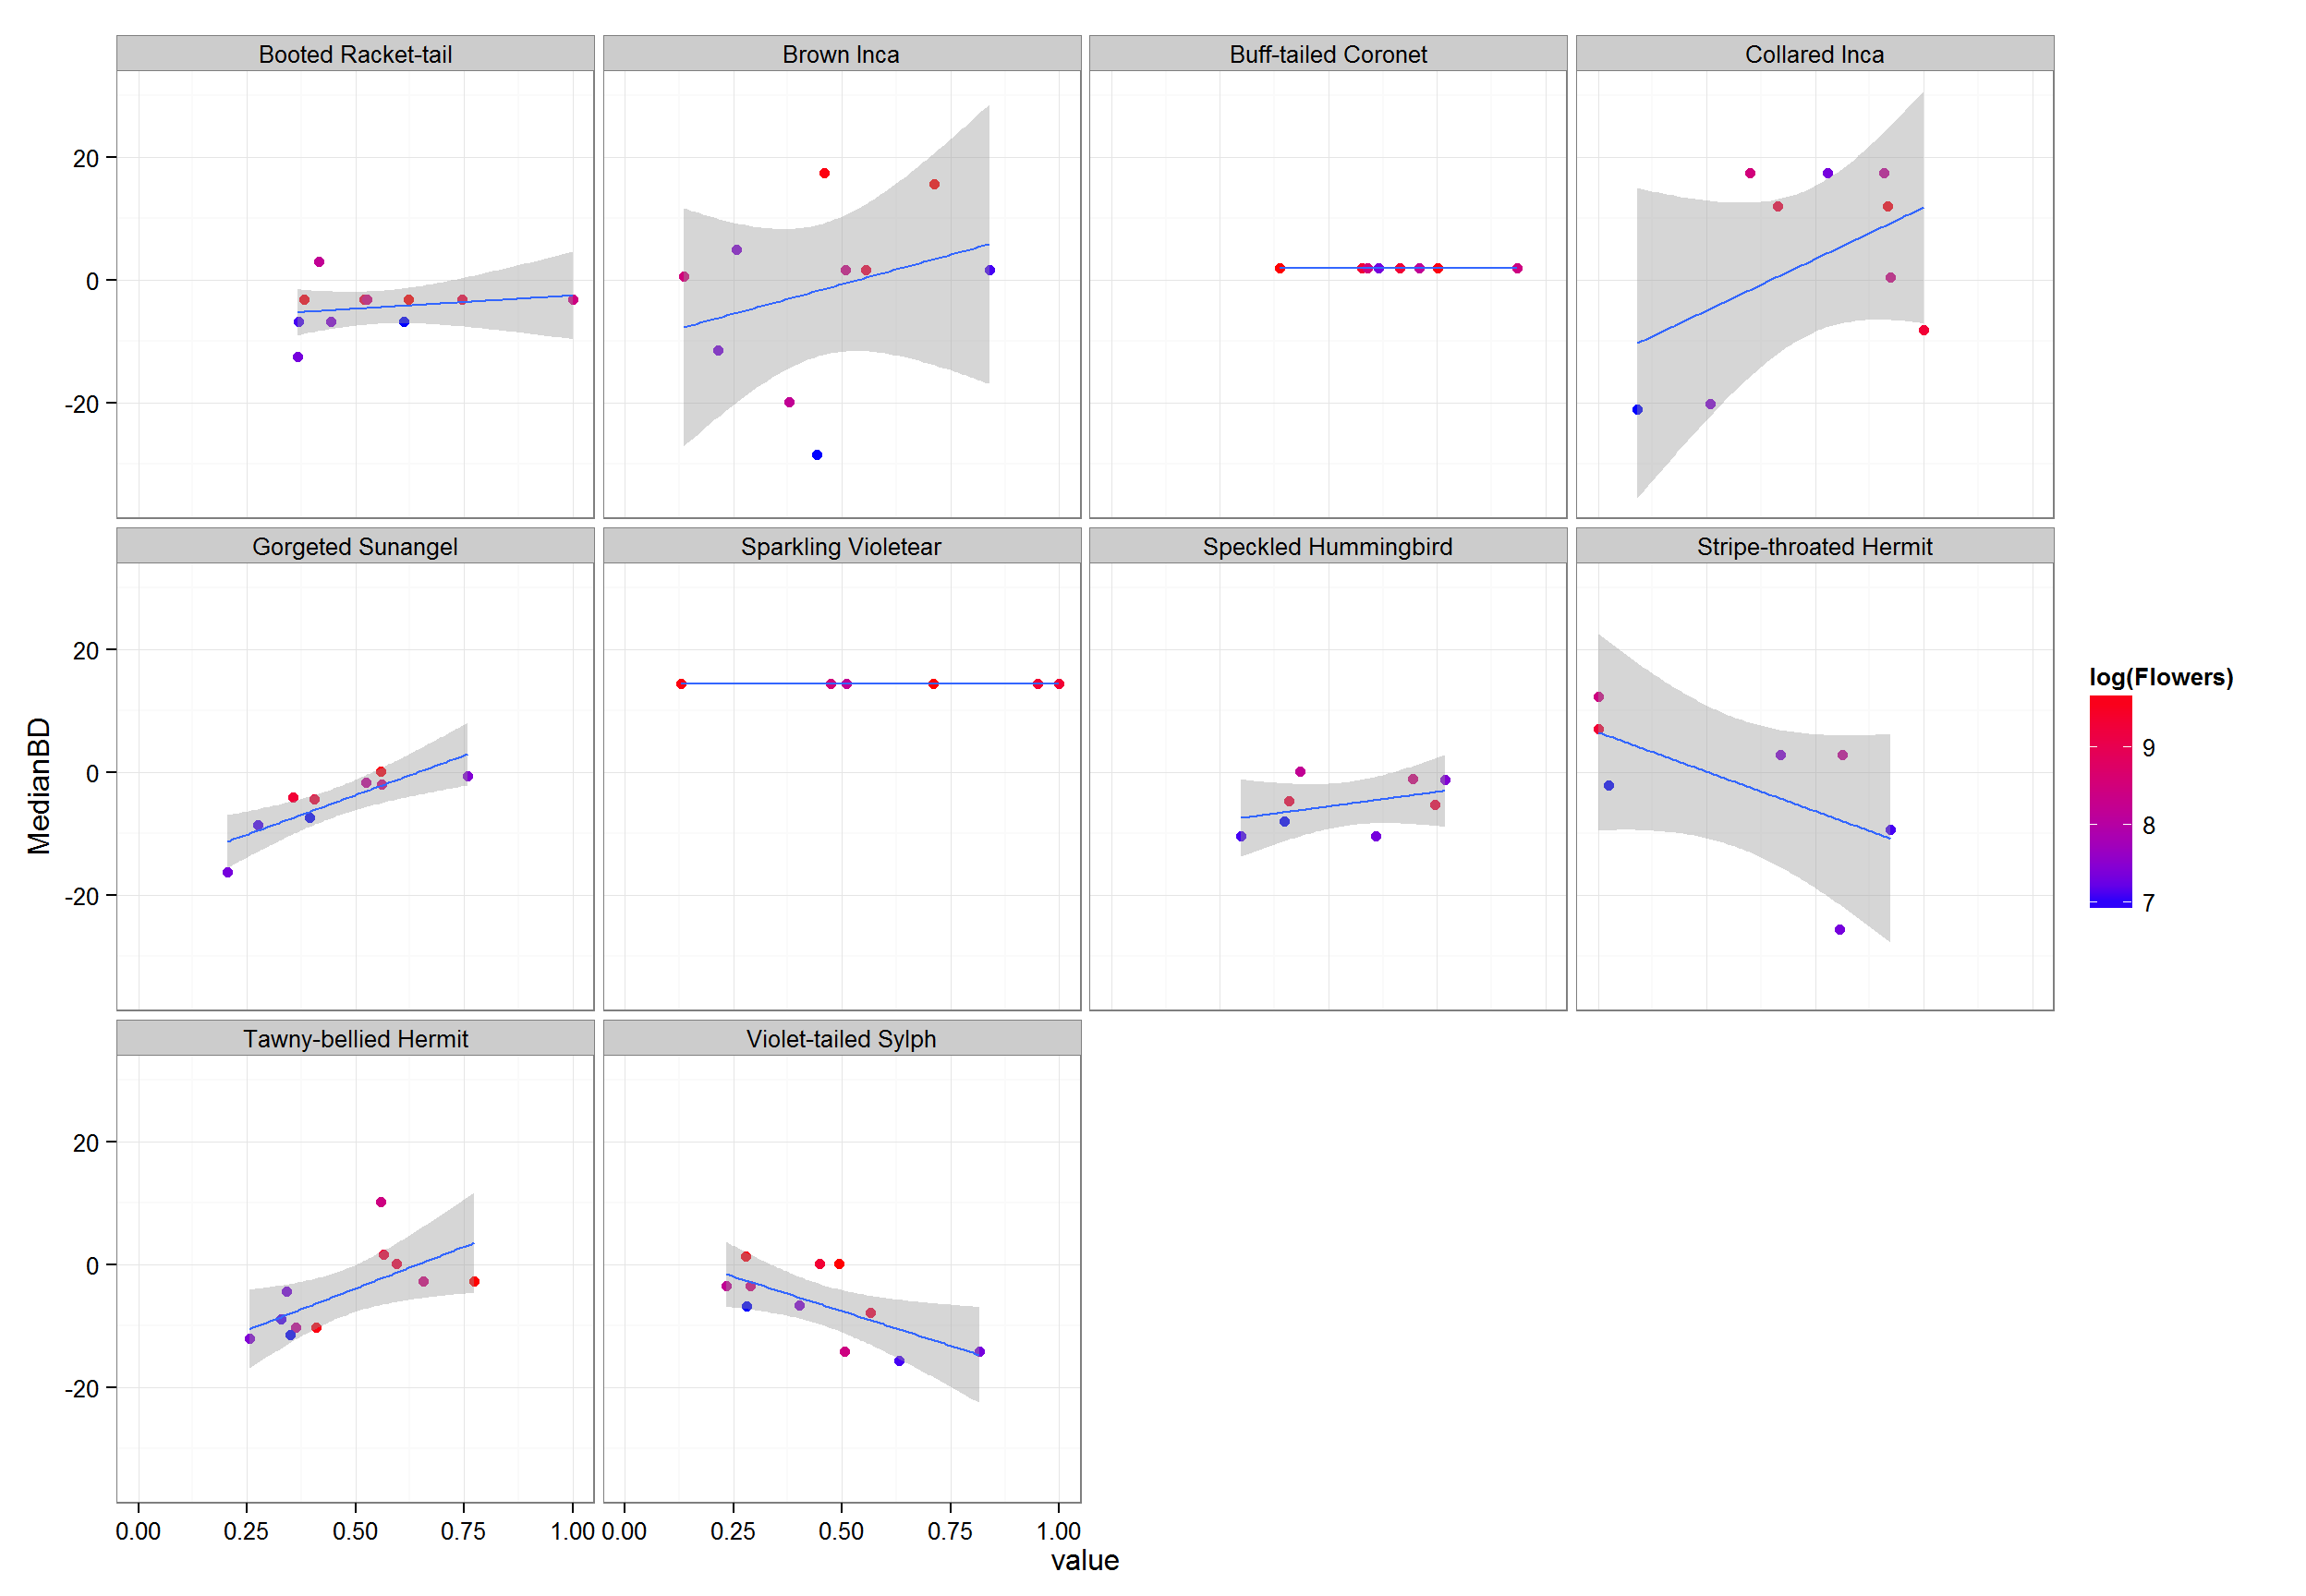 Booted Racket-tail
Brown Inca
Buff-tailed Coronet
Collared Inca
20
0
-20
Gorgeted Sunangel
Sparkling Violetear
Speckled Hummingbird
Stripe-throated Hermit
20
0
-20
MedianBD
log(Flowers)
9
8
7
Tawny-bellied Hermit
Violet-tailed Sylph
20
0
-20
0.00 0.25 0.50 0.75 1.00 0.00 0.25 0.50 0.75 1.00
value